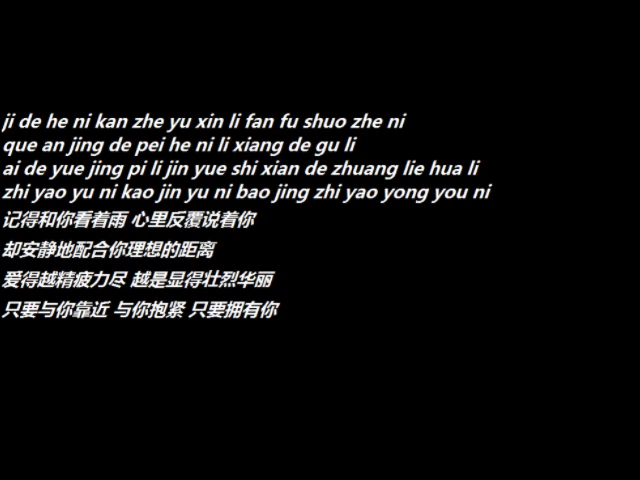 ji de he ni kan zhe yu xin li fan fu shuo zhe ni
que an jing de pei he ni li xiang de gu li
ai de yue jing pi li jin yue shi xian de zhuang lie hua li
zhi yao yu ni kao jin yu ni bao jing zhi yao yong you ni
记得和你看着雨 心里反覆说着你
却安静地配合你理想的距离
爱得越精疲力尽 越是显得壮烈华丽
只要与你靠近 与你抱紧 只要拥有你